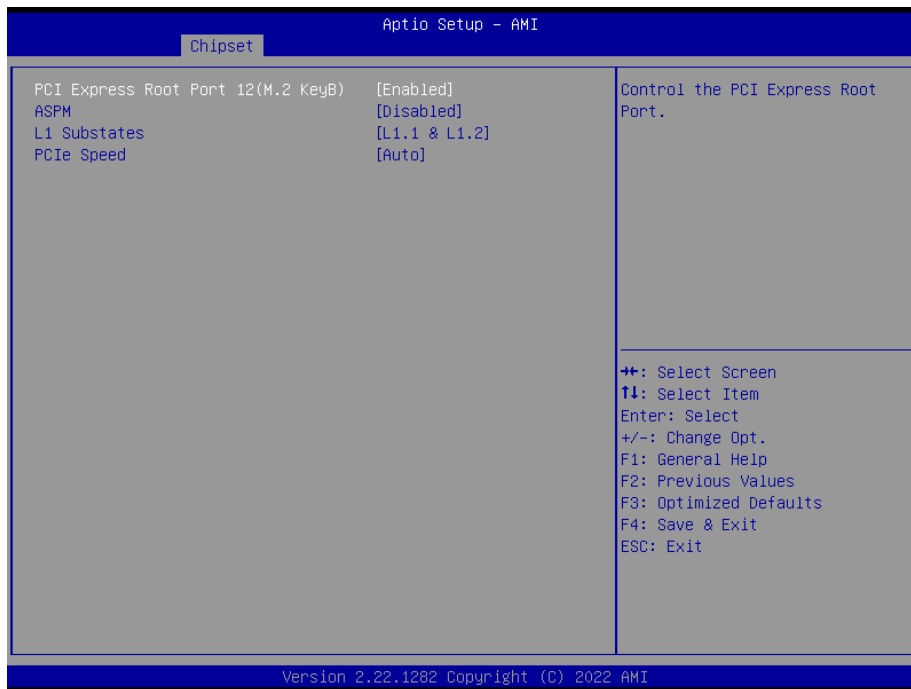 Aptio Setup – AMI
Chipset
PCI Express Root Port 12(M.2 KeyB) [Enabled]
ASPM [Disabled]
L1 Substates [L1.1 & L1.2]
PCIe Speed [Auto]
Control the PCI Express Root
Port.
→←: Select Screen
↑↓: Select Item
Enter: Select
+/-: Change Opt.
F1: General Help
F2: Previous Values
F3: Optimized Defaults
F4: Save & Exit
ESC: Exit
Version 2.22.1282 Copyright (C) 2022 AMI